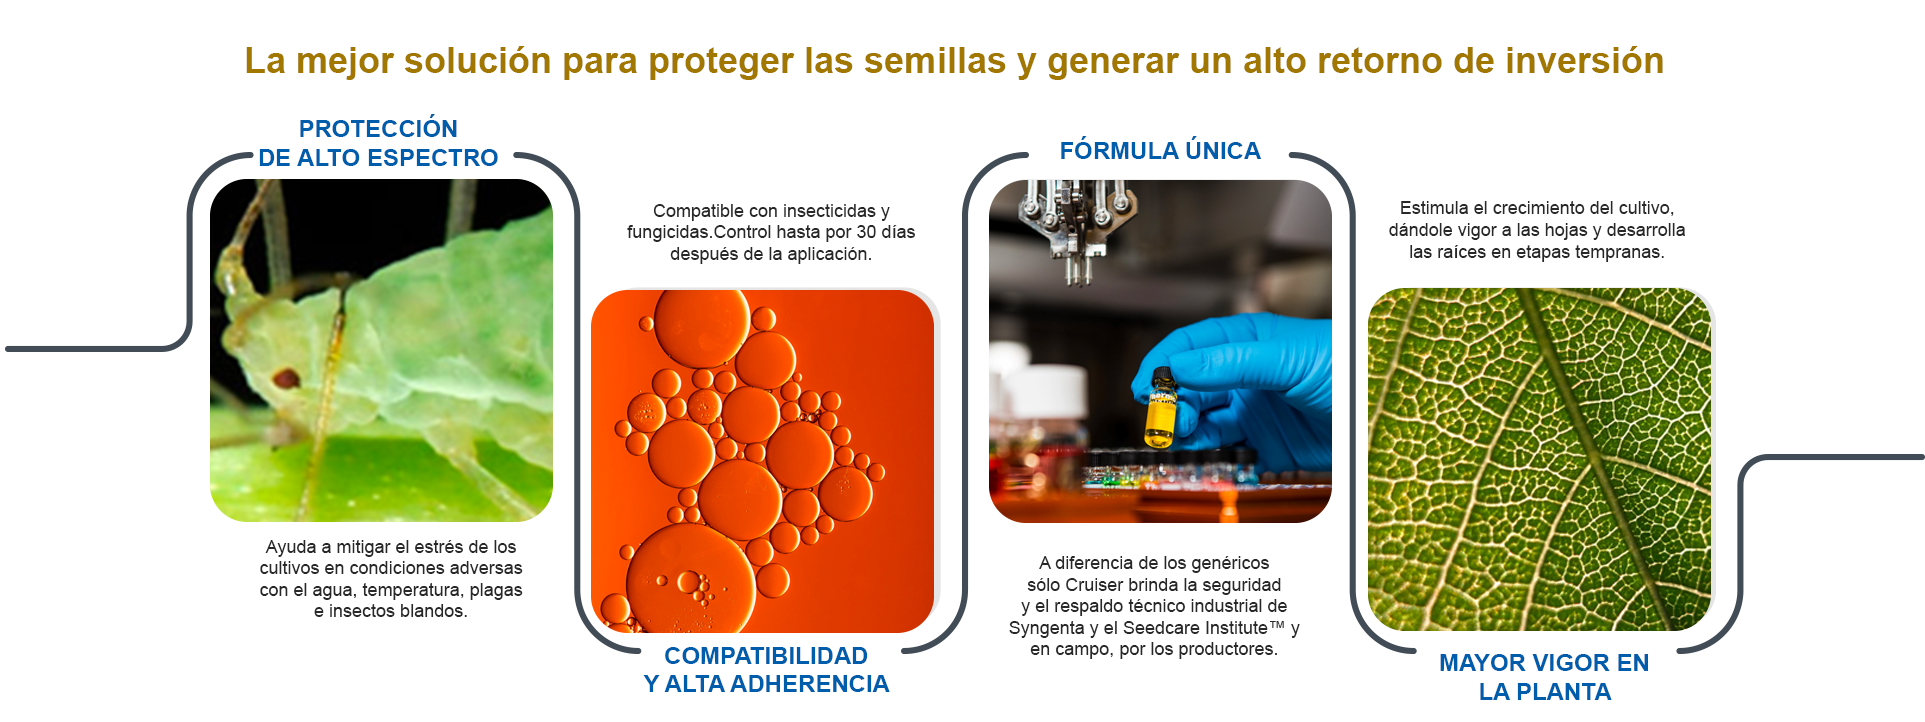 La mejor solución para proteger las semillas y generar un alto retorno de inversión
PROTECCIÓN
DE ALTO ESPECTRO
Ayuda a mitigar el estrés de los
cultivos en condiciones adversas
con el agua, temperatura, plagas
e insectos blandos.
Compatible con insecticidas y
fungicidas.Control hasta por 30 días
después de la aplicación.
COMPATIBILIDAD
Y ALTA ADHERENCIA
FÓRMULA ÚNICA
A diferencia de los genéricos
sólo Cruiser brinda la seguridad
y el respaldo técnico industrial de
Syngenta y el Seedcare Institute™ y
en campo, por los productores.
Estimula el crecimiento del cultivo,
dándole vigor a las hojas y desarrolla
las raíces en etapas tempranas.
MAYOR VIGOR EN
LA PLANTA